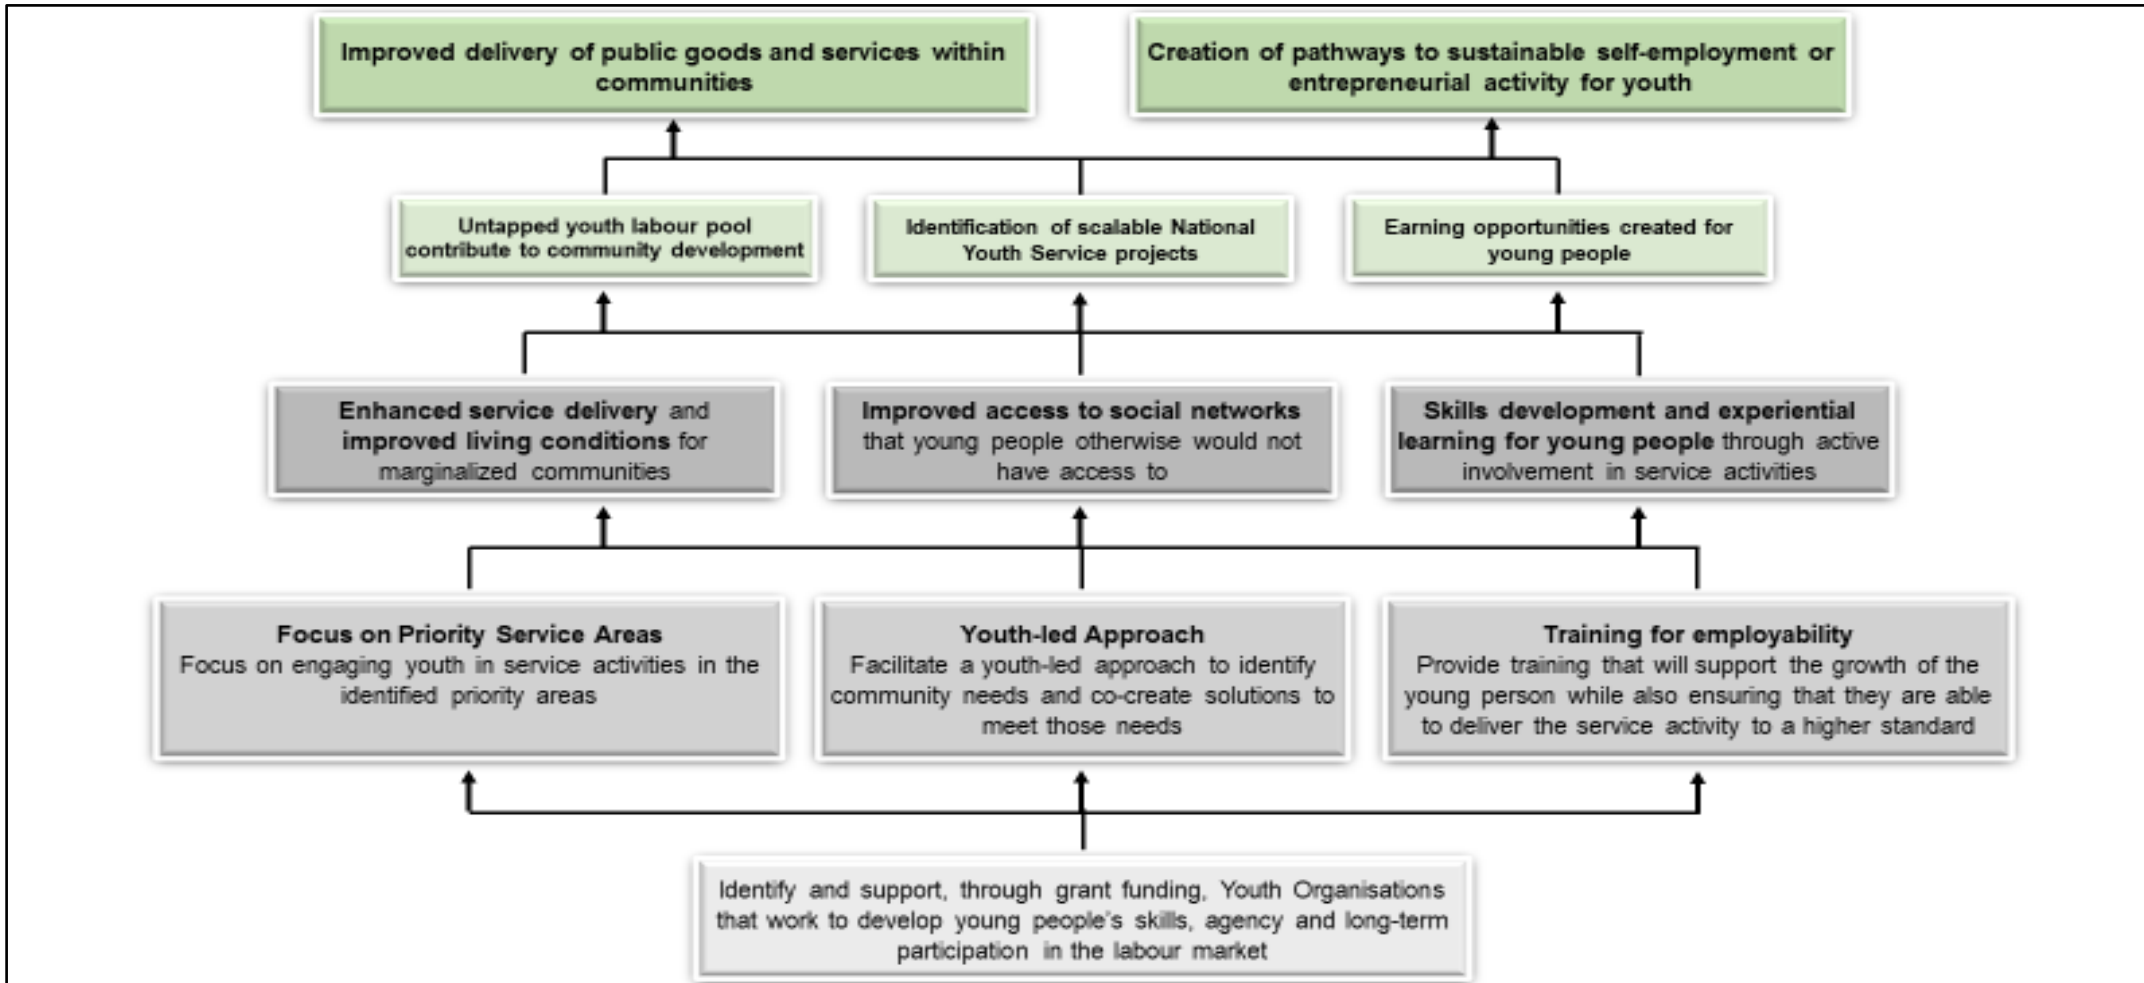 Improved delivery of public goods and services within
communities
Creation of pathways to sustainable self-employment or
entrepreneurial activity for youth
Untapped youth labour pool
contribute to community development
Identification of scalable National
Youth Service projects
Earning opportunities created for
young people
Enhanced service delivery and
improved living conditions for
marginalized communities
Improved access to social networks
that young people otherwise would not
have access to
Skills development and experiential
learning for young people through active
involvement in service activities
Focus on Priority Service Areas
Focus on engaging youth in service activities in the
identified priority areas
Youth-led Approach
Facilitate a youth-led approach to identify
community needs and co-create solutions to
meet those needs
Training for employability
Provide training that will support the growth of the
young person while also ensuring that they are able
to deliver the service activity to a higher standard
Identify and support, through grant funding, Youth Organisations
that work to develop young people's skills, agency and long-term
participation in the labour market